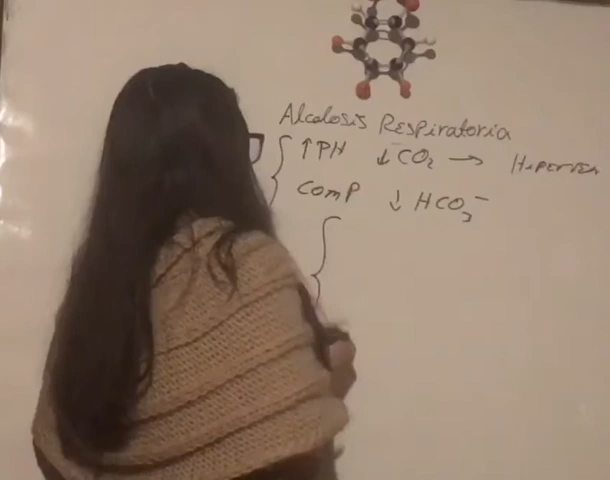 Alcalosis Respiratoria
↑PH ↓CO₂ → Hiperven
Comp ↓HCO₃⁻